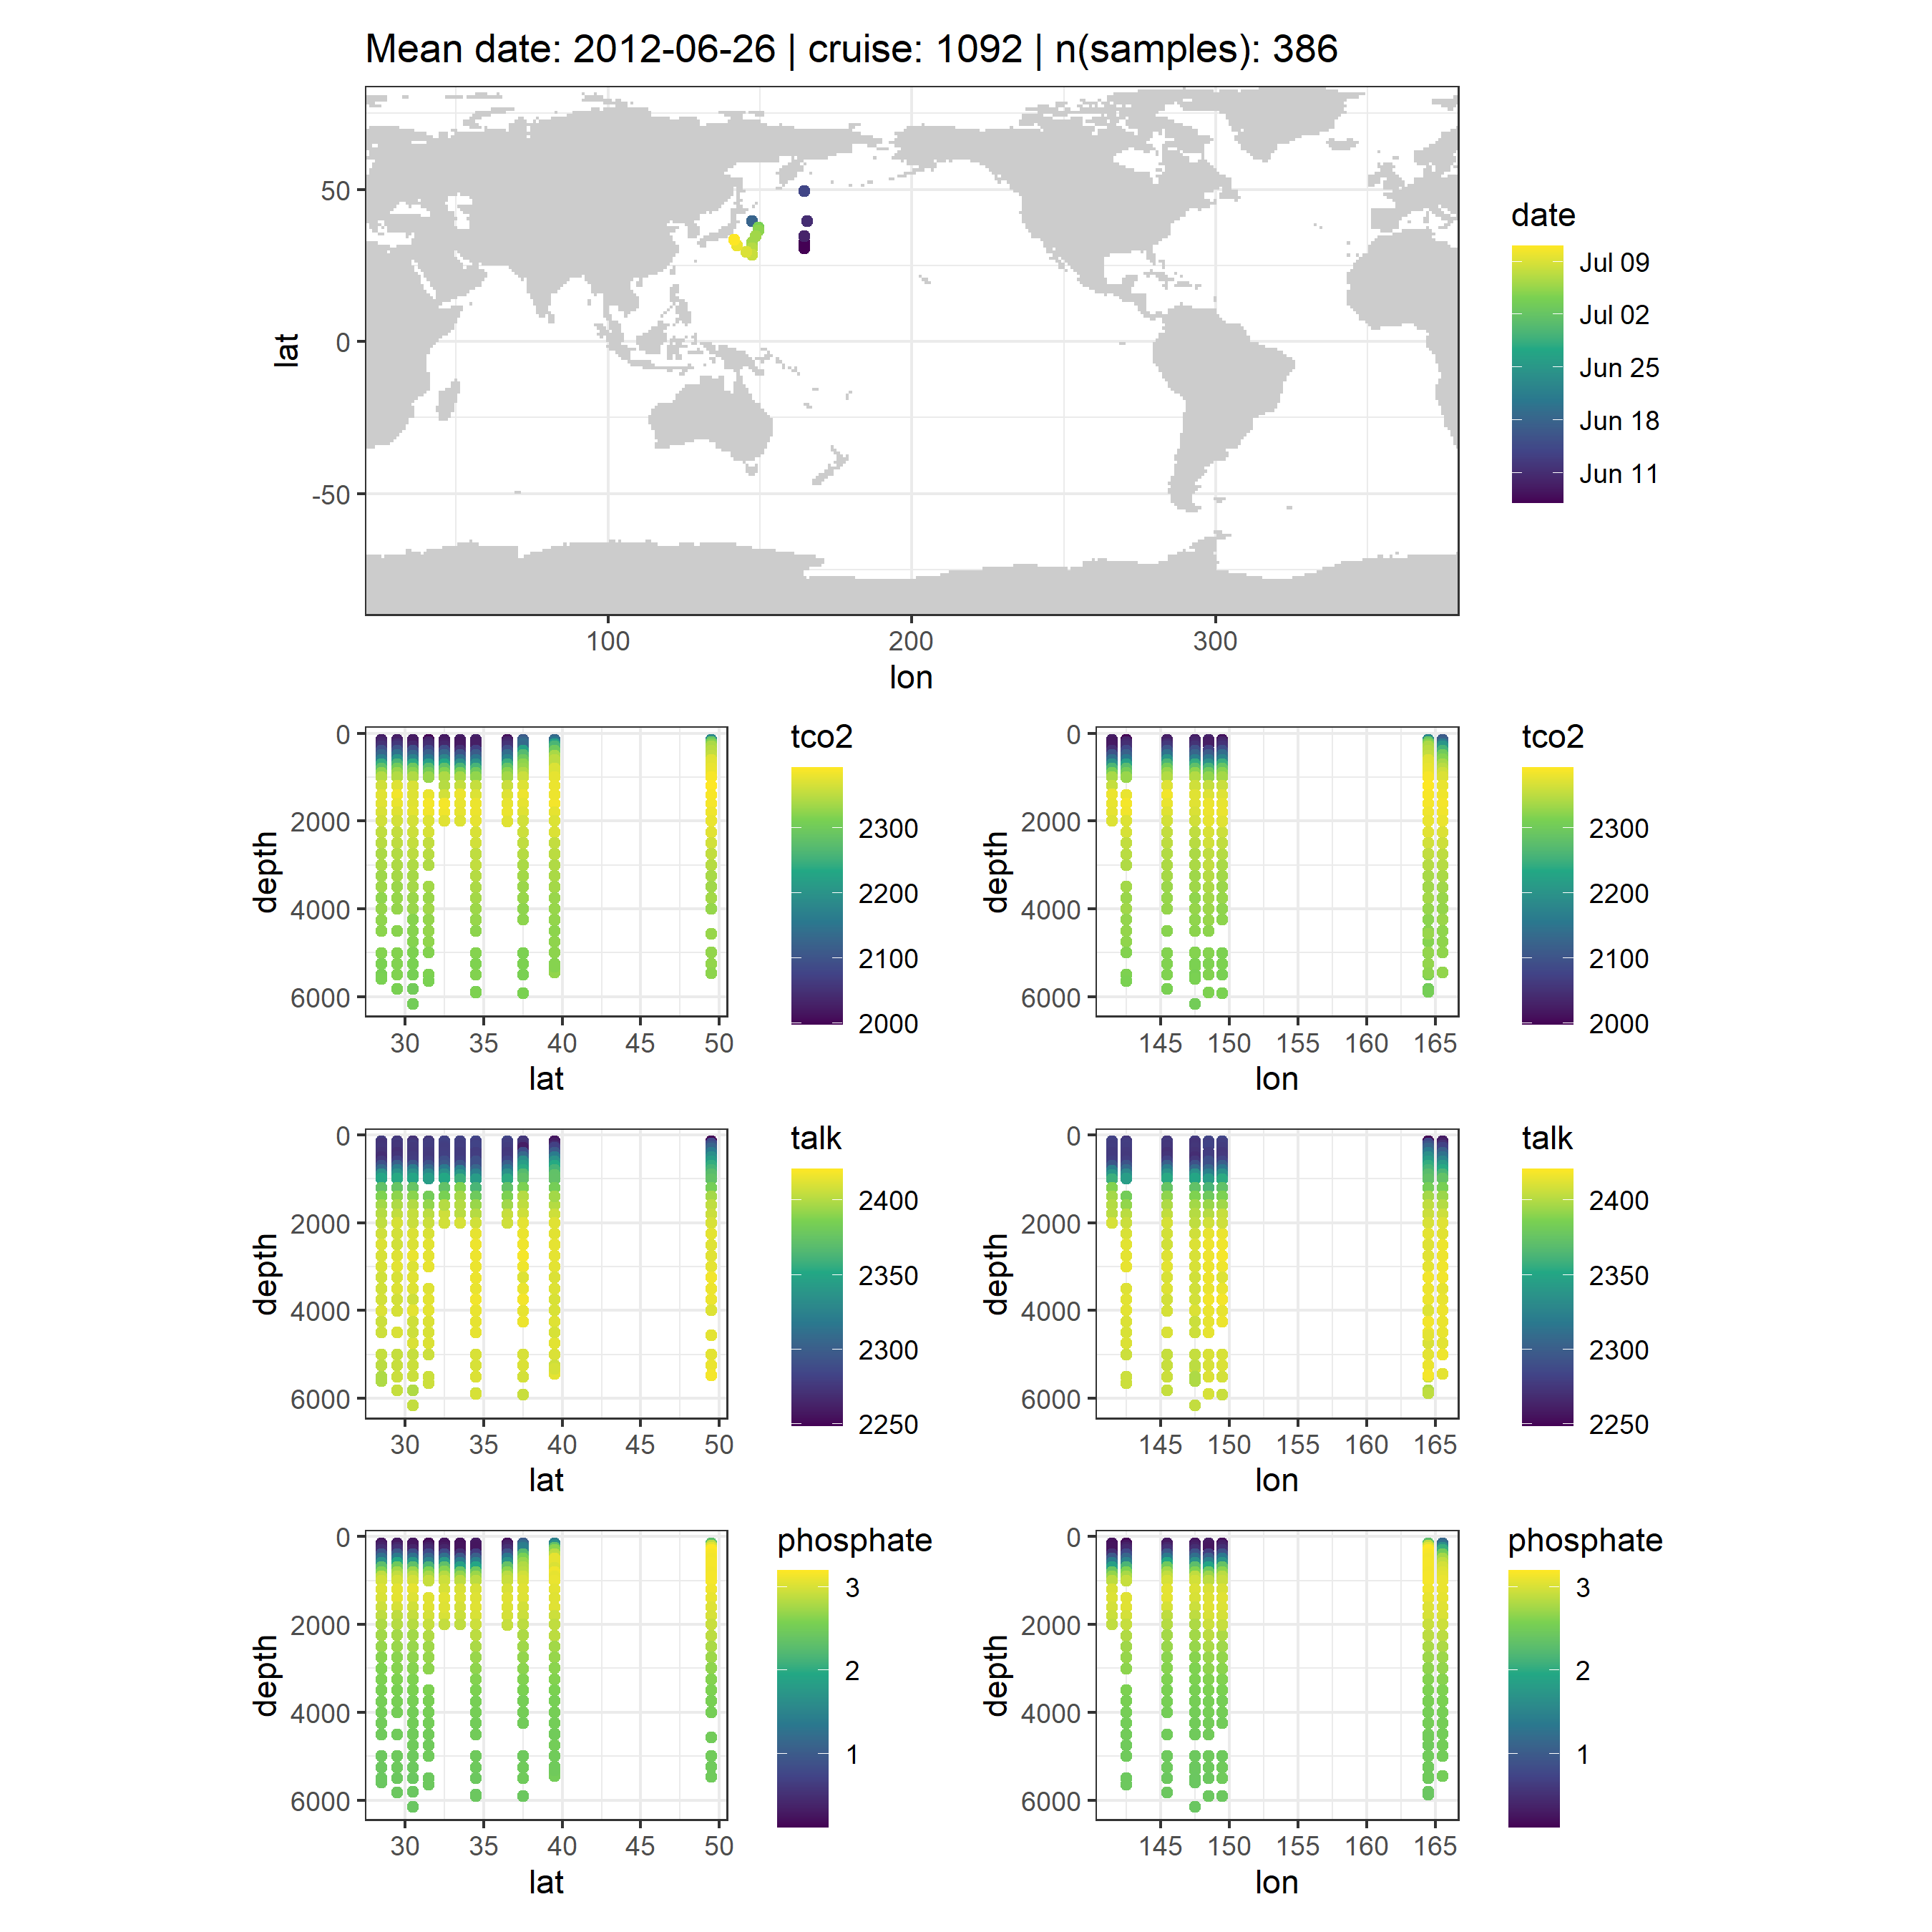 Mean date: 2012-06-26 | cruise: 1092 | n(samples): 386
lat
50
0
-50
100 200 300
lon
date
Jul 09
Jul 02
Jun 25
Jun 18
Jun 11
depth
0
2000
4000
6000
30 35 40 45 50
lat
tco2
2300
2200
2100
2000
depth
0
2000
4000
6000
145 150 155 160 165
lon
tco2
2300
2200
2100
2000
depth
0
2000
4000
6000
30 35 40 45 50
lat
talk
2400
2350
2300
2250
depth
0
2000
4000
6000
145 150 155 160 165
lon
talk
2400
2350
2300
2250
depth
0
2000
4000
6000
30 35 40 45 50
lat
phosphate
3
2
1
depth
0
2000
4000
6000
145 150 155 160 165
lon
phosphate
3
2
1